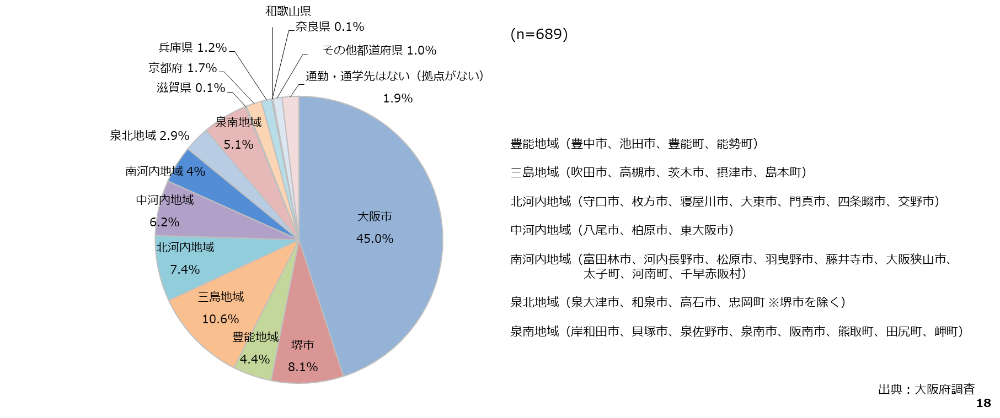 和歌山県
奈良県 0.1%
兵庫県 1.2%
その他都道府県 1.0%
京都府 1.7%
通勤・通学先はない（拠点がない）
1.9%
滋賀県 0.1%
泉南地域
5.1%
泉北地域 2.9%
南河内地域 4%
中河内地域
6.2%
北河内地域
7.4%
三島地域
10.6%
豊能地域
4.4%
堺市
8.1%
大阪市
45.0%
(n=689)
豊能地域（豊中市、池田市、豊能町、能勢町）
三島地域（吹田市、高槻市、茨木市、摂津市、島本町）
北河内地域（守口市、枚方市、寝屋川市、大東市、門真市、四条畷市、交野市）
中河内地域（八尾市、柏原市、東大阪市）
南河内地域（富田林市、河内長野市、松原市、羽曳野市、藤井寺市、大阪狭山市、
太子町、河南町、千早赤阪村）
泉北地域（泉大津市、和泉市、高石市、忠岡町 ※堺市を除く）
泉南地域（岸和田市、貝塚市、泉佐野市、泉南市、阪南市、熊取町、田尻町、岬町）
出典：大阪府調査
18